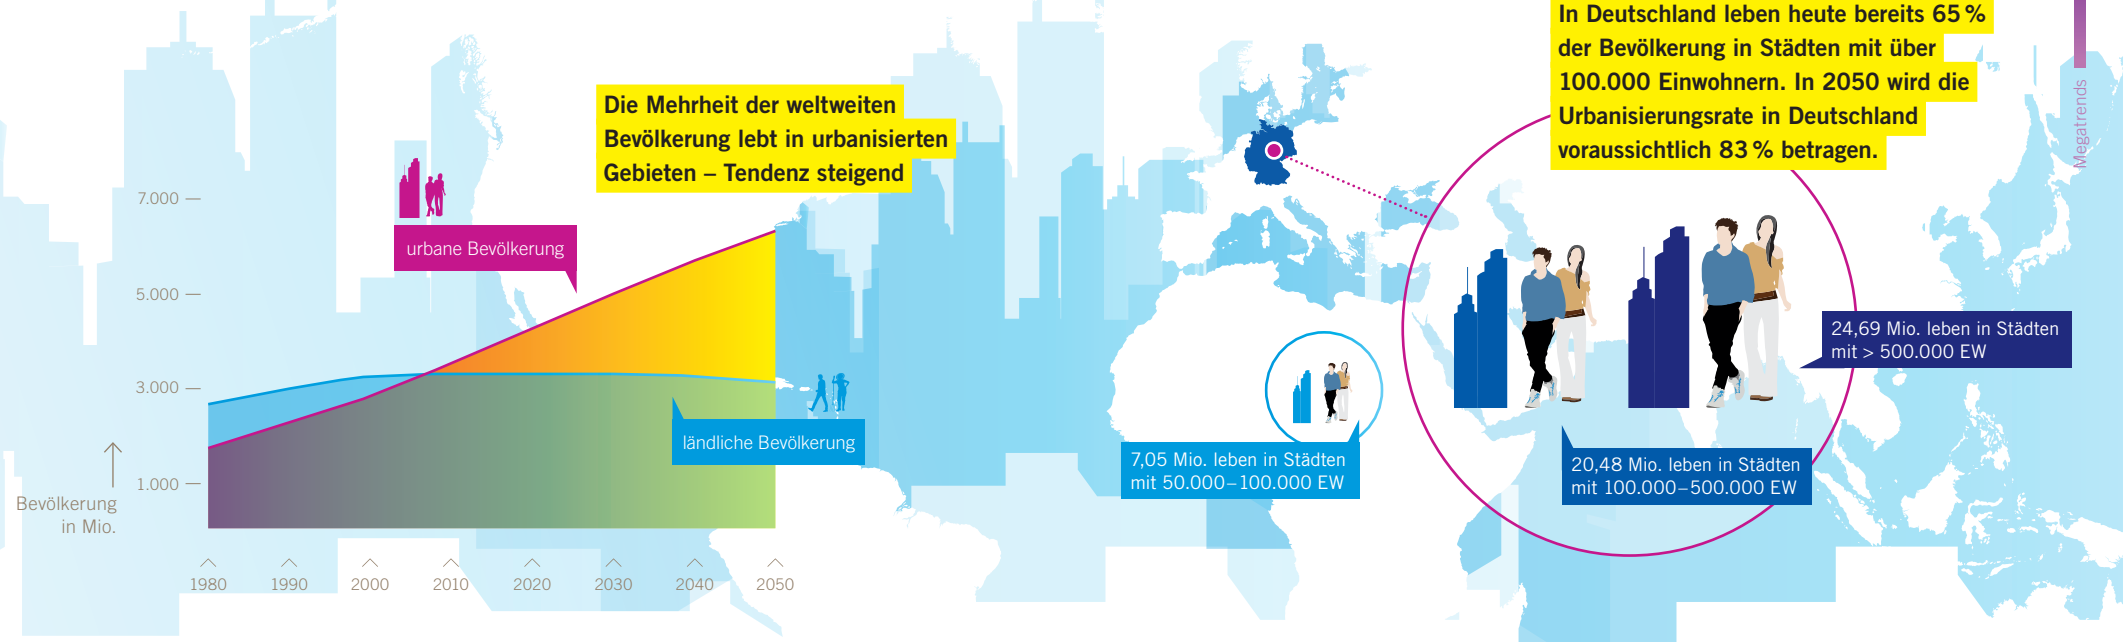 In Deutschland leben heute bereits 65 %
der Bevölkerung in Städten mit über
100.000 Einwohnern. In 2050 wird die
Urbanisierungsrate in Deutschland
voraussichtlich 83 % betragen.
Megatrends
Die Mehrheit der weltweiten
Bevölkerung lebt in urbanisierten
Gebieten – Tendenz steigend
7.000
5.000
3.000
1.000
Bevölkerung
in Mio.
urbane Bevölkerung
ländliche Bevölkerung
1980 1990 2000 2010 2020 2030 2040 2050
7,05 Mio. leben in Städten
mit 50.000–100.000 EW
24,69 Mio. leben in Städten
mit > 500.000 EW
20,48 Mio. leben in Städten
mit 100.000–500.000 EW